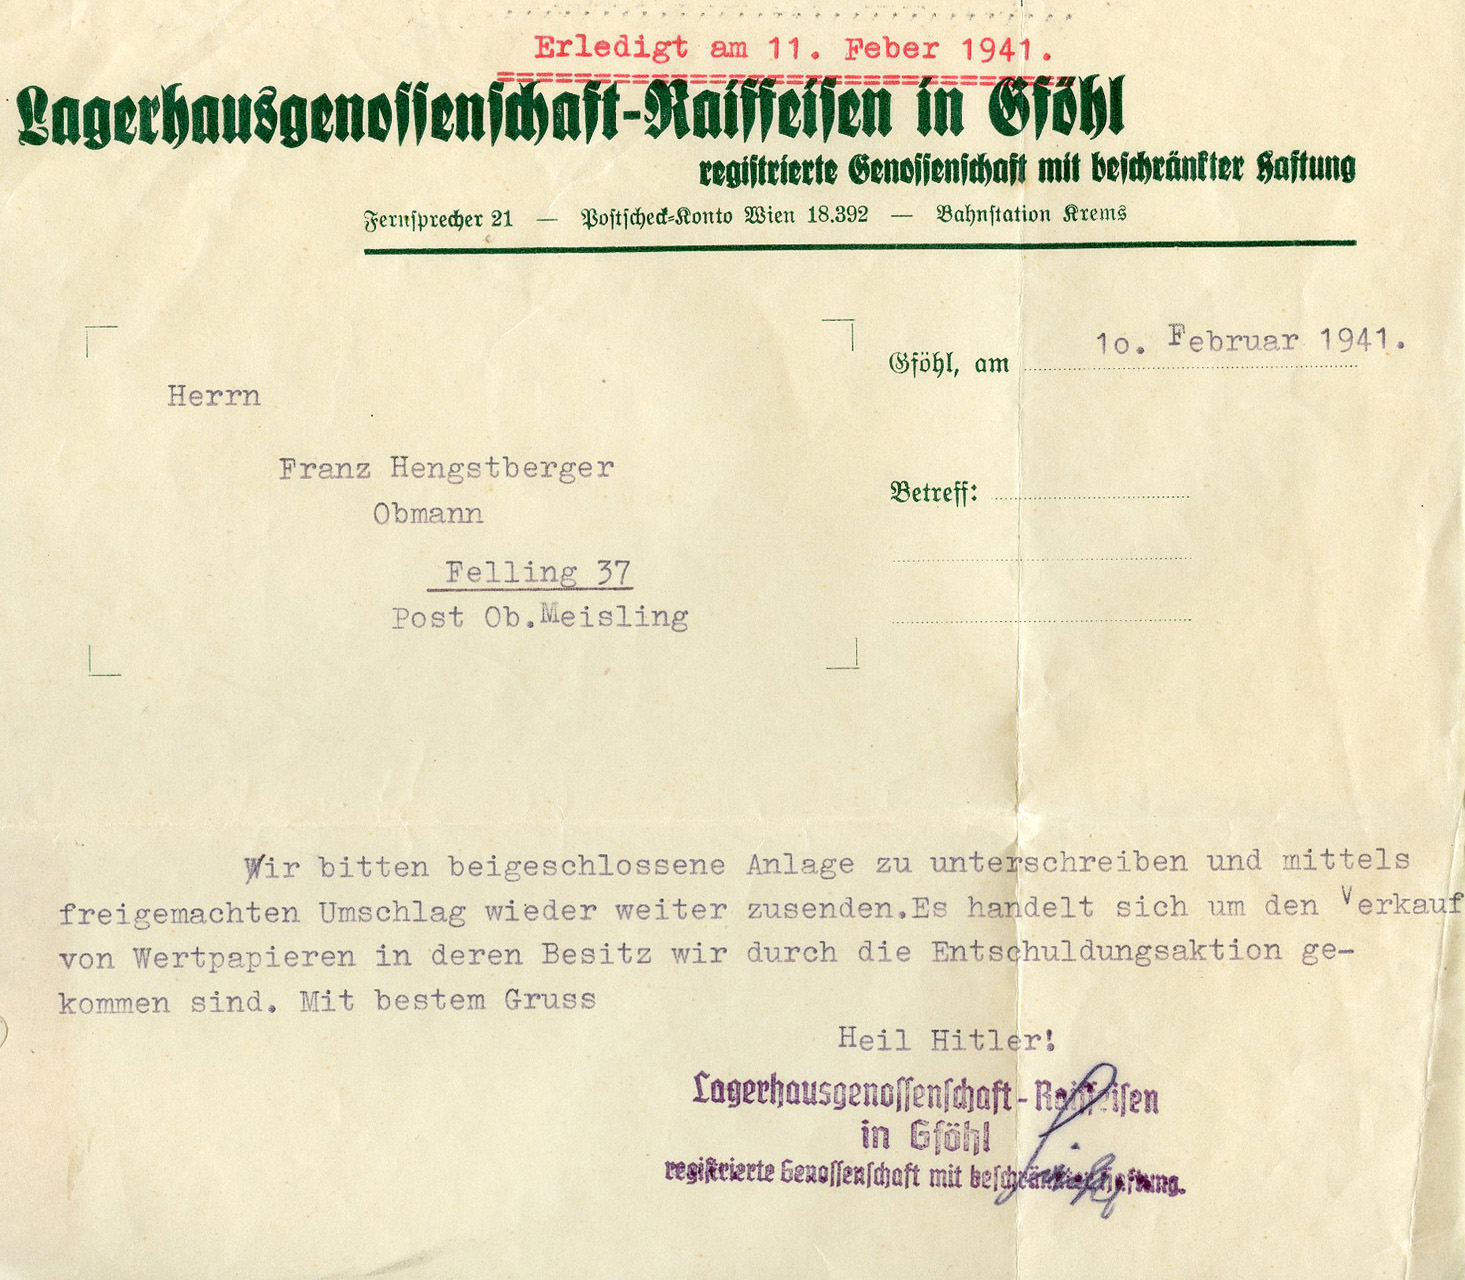 Erledigt am 11. Feber 1941.
Lagerhausgenossenschaft-Raiffeisen in Gföhl
registrierte Genossenschaft mit beschränkter Haftung
Fernsprecher 21 — Postscheck-Konto Wien 18.392 — Bahnstation Krems
Gföhl, am 10. Februar 1941.
Herrn
Franz Hengstberger
Obmann
Felling 37
Post Ob.Meisling
Betreff:
Wir bitten beigeschlossene Anlage zu unterschreiben und mittels
freigemachten Umschlag wieder weiter zusenden.Es handelt sich um den Verkauf
von Wertpapieren in deren Besitz wir durch die Entschuldungsaktion ge-
kommen sind. Mit bestem Gruss
Heil Hitler!
Lagerhausgenossenschaft-Raiffeisen
in Gföhl
registrierte Genossenschaft mit beschränkter Haftung.